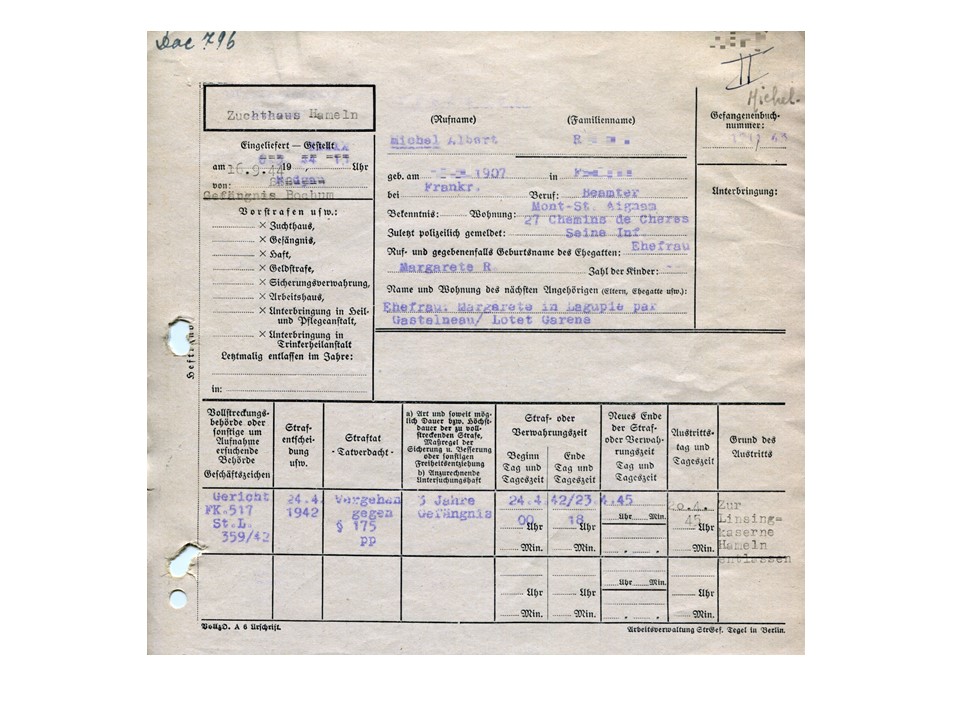 Doc 796
II
Michel.
Zuchthaus Hameln
Eingeliefert — Gestellt
am 16.9.44 19 , Uhr
von:
Gefängnis Bochum
Vorstrafen usw.:
× Zuchthaus,
× Gefängnis,
× Haft,
× Geldstrafe,
× Sicherungsverwahrung,
× Arbeitshaus,
× Unterbringung in Heil-
und Pflegeanstalt,
× Unterbringung in
Trinkerheilanstalt
Letztmalig entlassen im Jahre:
in:
(Rufname) (Familienname)
Michel Albert R
geb. am 1907 in F
bei Frankr. Beruf: Beamter
Bekenntnis: Wohnung: Mont-St. Aignam
27 Chemins de Cheres
Zuletzt polizeilich gemeldet: Seine Inf.
Ruf- und gegebenenfalls Geburtsname des Ehegatten: Ehefrau
Margarete R Zahl der Kinder: --
Name und Wohnung des nächsten Angehörigen (Eltern, Ehegatte usw.):
Ehefrau: Margarete in Lagupie par
Gastelneau/ Lotet Garene
Gefangenenbuch-
nummer:
Unterbringung:
Vollstreckungs-
behörde oder
sonstige um
Aufnahme
ersuchende
Behörde
Geschäftszeichen
Straf-
entschei-
dung
usw.
Straftat
- Tatverdacht -
a) Art und soweit mög-
lich Dauer bzw. Höchst-
dauer der zu voll-
streckenden Strafe,
Maßregel der
Sicherung u. Besserung
oder sonstigen
Freiheitsentziehung
b) Anzurechnende
Untersuchungshaft
Straf- oder
Verwahrungszeit
Beginn
Tag und
Tageszeit
Ende
Tag und
Tageszeit
Neues Ende
der Straf-
oder Verwah-
rungszeit
Tag und
Tageszeit
Austritts-
tag und
Tageszeit
Grund des
Austritts
Gericht
FK.517
St.L.
359/42
24.4.
1942
Vergehen
gegen
§ 175
pp
3 Jahre
Gefängnis
24.4.42/23.4.45
00 Uhr 18 Uhr
Min. Min.
Uhr Min.
20.4.
45 Uhr
Min.
Zur
Linsing=
kaserne
Hameln
entlassen
Uhr Min.
Uhr Uhr Uhr
Min. Min. Min.
VollzO. A 6 Urschrift.
Arbeitsverwaltung StrGef. Tegel in Berlin.